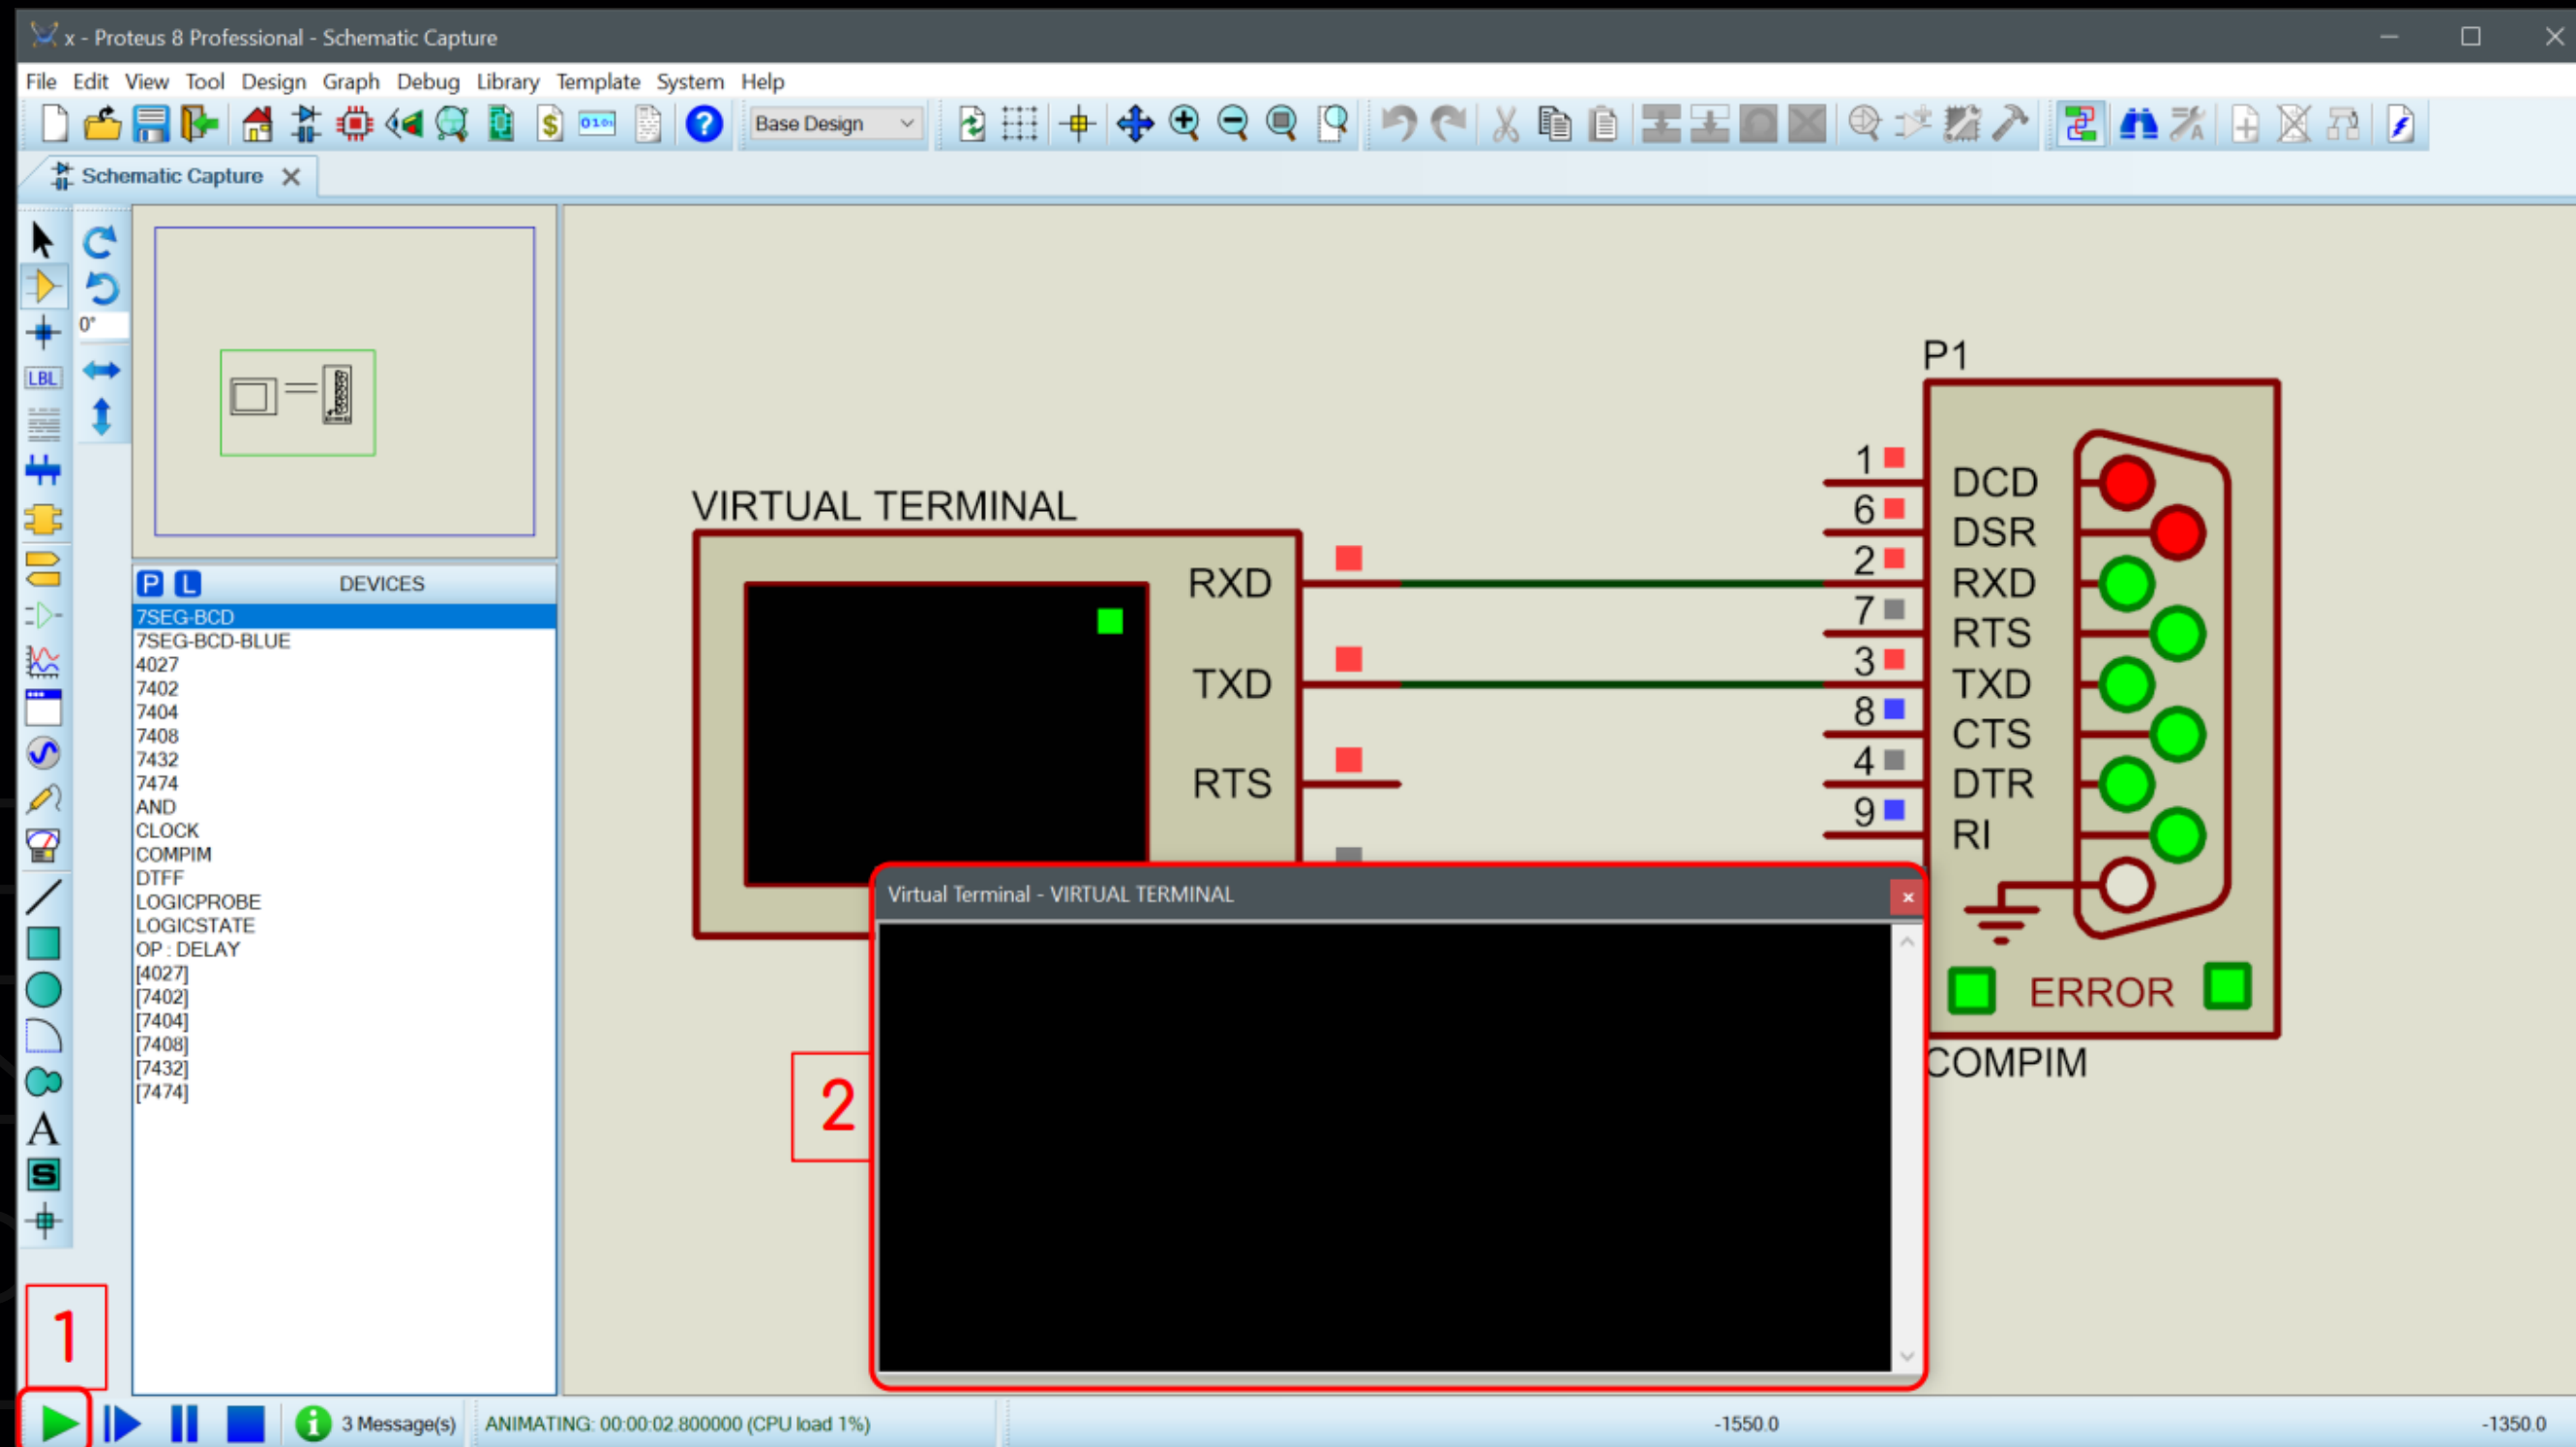 x - Proteus 8 Professional - Schematic Capture
File Edit View Tool Design Graph Debug Library Template System Help
Base Design
Schematic Capture
0°
LBL
P L DEVICES
7SEG-BCD
7SEG-BCD-BLUE
4027
7402
7404
7408
7432
7474
AND
CLOCK
COMPIM
DTFF
LOGICPROBE
LOGICSTATE
OP : DELAY
[4027]
[7402]
[7404]
[7408]
[7432]
[7474]
A
S
VIRTUAL TERMINAL
RXD
TXD
RTS
P1
1 DCD
6 DSR
2 RXD
7 RTS
3 TXD
8 CTS
4 DTR
9 RI
ERROR
COMPIM
Virtual Terminal - VIRTUAL TERMINAL
2
1
3 Message(s) ANIMATING: 00:00:02.800000 (CPU load 1%) -1550.0 -1350.0